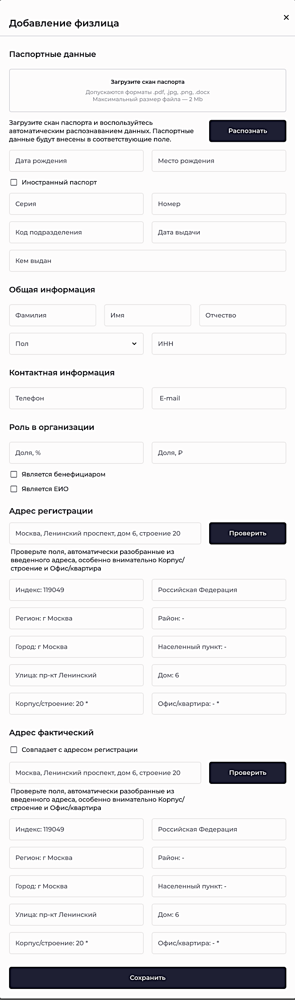 Добавление физлица
Паспортные данные
Загрузите скан паспорта
Допускаются форматы .pdf, .jpg, .png, .docx
Максимальный размер файла — 2 Mb
Загрузите скан паспорта и воспользуйтесь
автоматическим распознаванием данных. Паспортные
данные будут внесены в соответствующие поле.
Распознать
Дата рождения
Место рождения
Иностранный паспорт
Серия
Номер
Код подразделения
Дата выдачи
Кем выдан
Общая информация
Фамилия
Имя
Отчество
Пол
ИНН
Контактная информация
Телефон
E-mail
Роль в организации
Доля, %
Доля, ₽
Является бенефициаром
Является ЕИО
Адрес регистрации
Москва, Ленинский проспект, дом 6, строение 20
Проверить
Проверьте поля, автоматически разобранные из
введенного адреса, особенно внимательно Корпус/
строение и Офис/квартира
Индекс: 119049
Российская Федерация
Регион: г Москва
Район: -
Город: г Москва
Населенный пункт: -
Улица: пр-кт Ленинский
Дом: 6
Корпус/строение: 20 *
Офис/квартира: - *
Адрес фактический
Совпадает с адресом регистрации
Москва, Ленинский проспект, дом 6, строение 20
Проверить
Проверьте поля, автоматически разобранные из
введенного адреса, особенно внимательно Корпус/
строение и Офис/квартира
Индекс: 119049
Российская Федерация
Регион: г Москва
Район: -
Город: г Москва
Населенный пункт: -
Улица: пр-кт Ленинский
Дом: 6
Корпус/строение: 20 *
Офис/квартира: - *
Сохранить